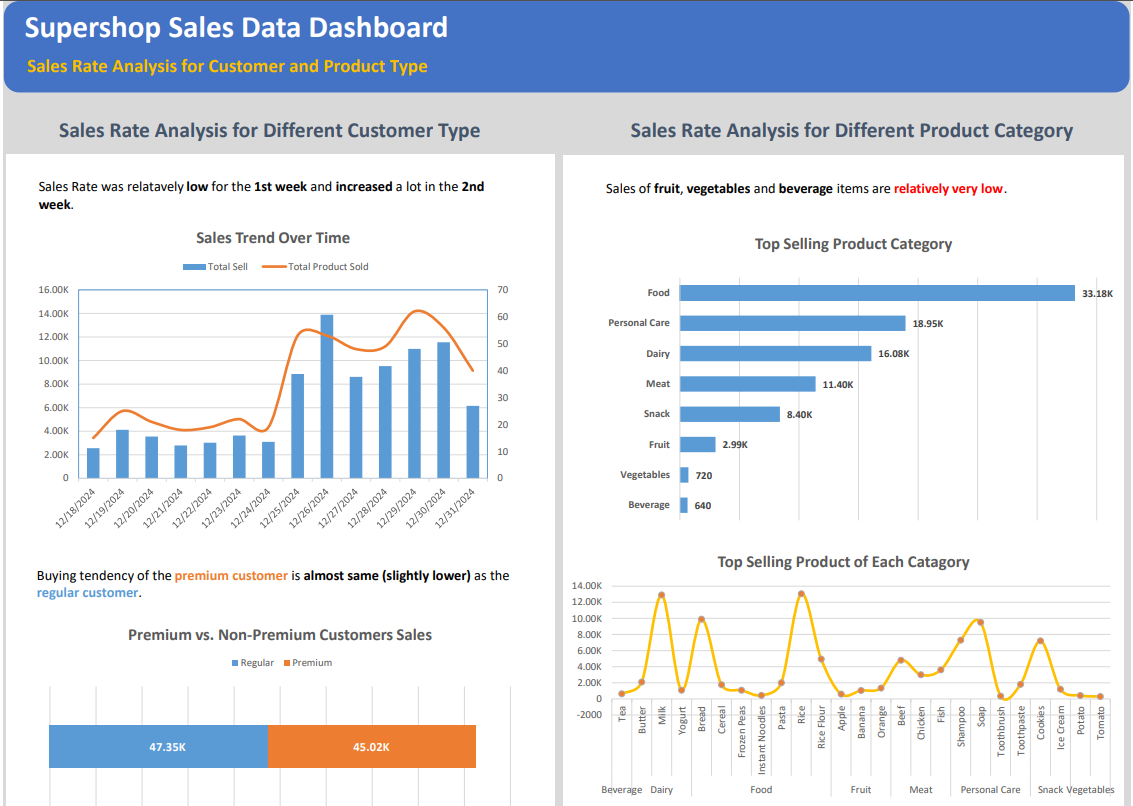 Supershop Sales Data Dashboard
Sales Rate Analysis for Customer and Product Type
Sales Rate Analysis for Different Customer Type
Sales Rate was relatavely low for the 1st week and increased a lot in the 2nd
week.
Sales Trend Over Time
Total Sell Total Product Sold
16.00K 70
14.00K 60
12.00K 50
10.00K
8.00K 40
6.00K 30
4.00K 20
2.00K 10
0 0
12/18/2024 12/19/2024 12/20/2024 12/21/2024 12/22/2024 12/23/2024 12/24/2024 12/25/2024 12/26/2024 12/27/2024 12/28/2024 12/29/2024 12/30/2024 12/31/2024
Buying tendency of the premium customer is almost same (slightly lower) as the
regular customer.
Premium vs. Non-Premium Customers Sales
Regular Premium
47.35K 45.02K
Sales Rate Analysis for Different Product Category
Sales of fruit, vegetables and beverage items are relatively very low.
Top Selling Product Category
Food 33.18K
Personal Care 18.95K
Dairy 16.08K
Meat 11.40K
Snack 8.40K
Fruit 2.99K
Vegetables 720
Beverage 640
Top Selling Product of Each Catagory
14.00K
12.00K
10.00K
8.00K
6.00K
4.00K
2.00K
0
-2000
Tea Butter Milk Yogurt Bread Cereal Frozen Peas Instant Noodles Pasta Rice Rice Flour Apple Banana Orange Beef Chicken Fish Shampoo Soap Toothbrush Toothpaste Cookies Ice Cream Potato Tomato
Beverage Dairy Food Fruit Meat Personal Care Snack Vegetables